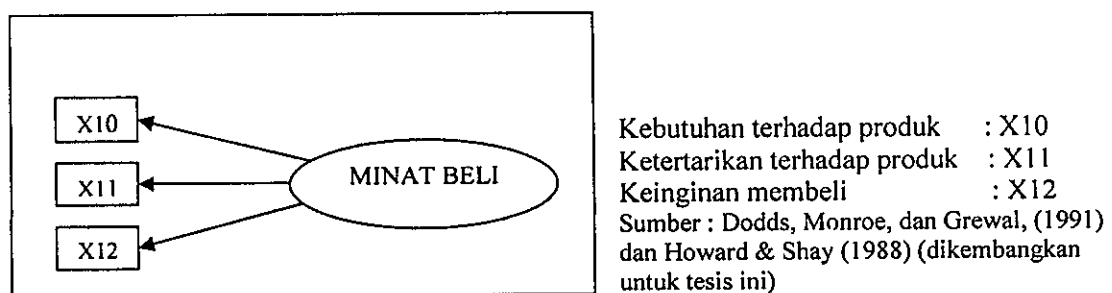 X10
X11
X12
MINAT BELI
Kebutuhan terhadap produk : X10
Ketertarikan terhadap produk : X11
Keinginan membeli : X12
Sumber : Dodds, Monroe, dan Grewal, (1991)
dan Howard & Shay (1988) (dikembangkan
untuk tesis ini)